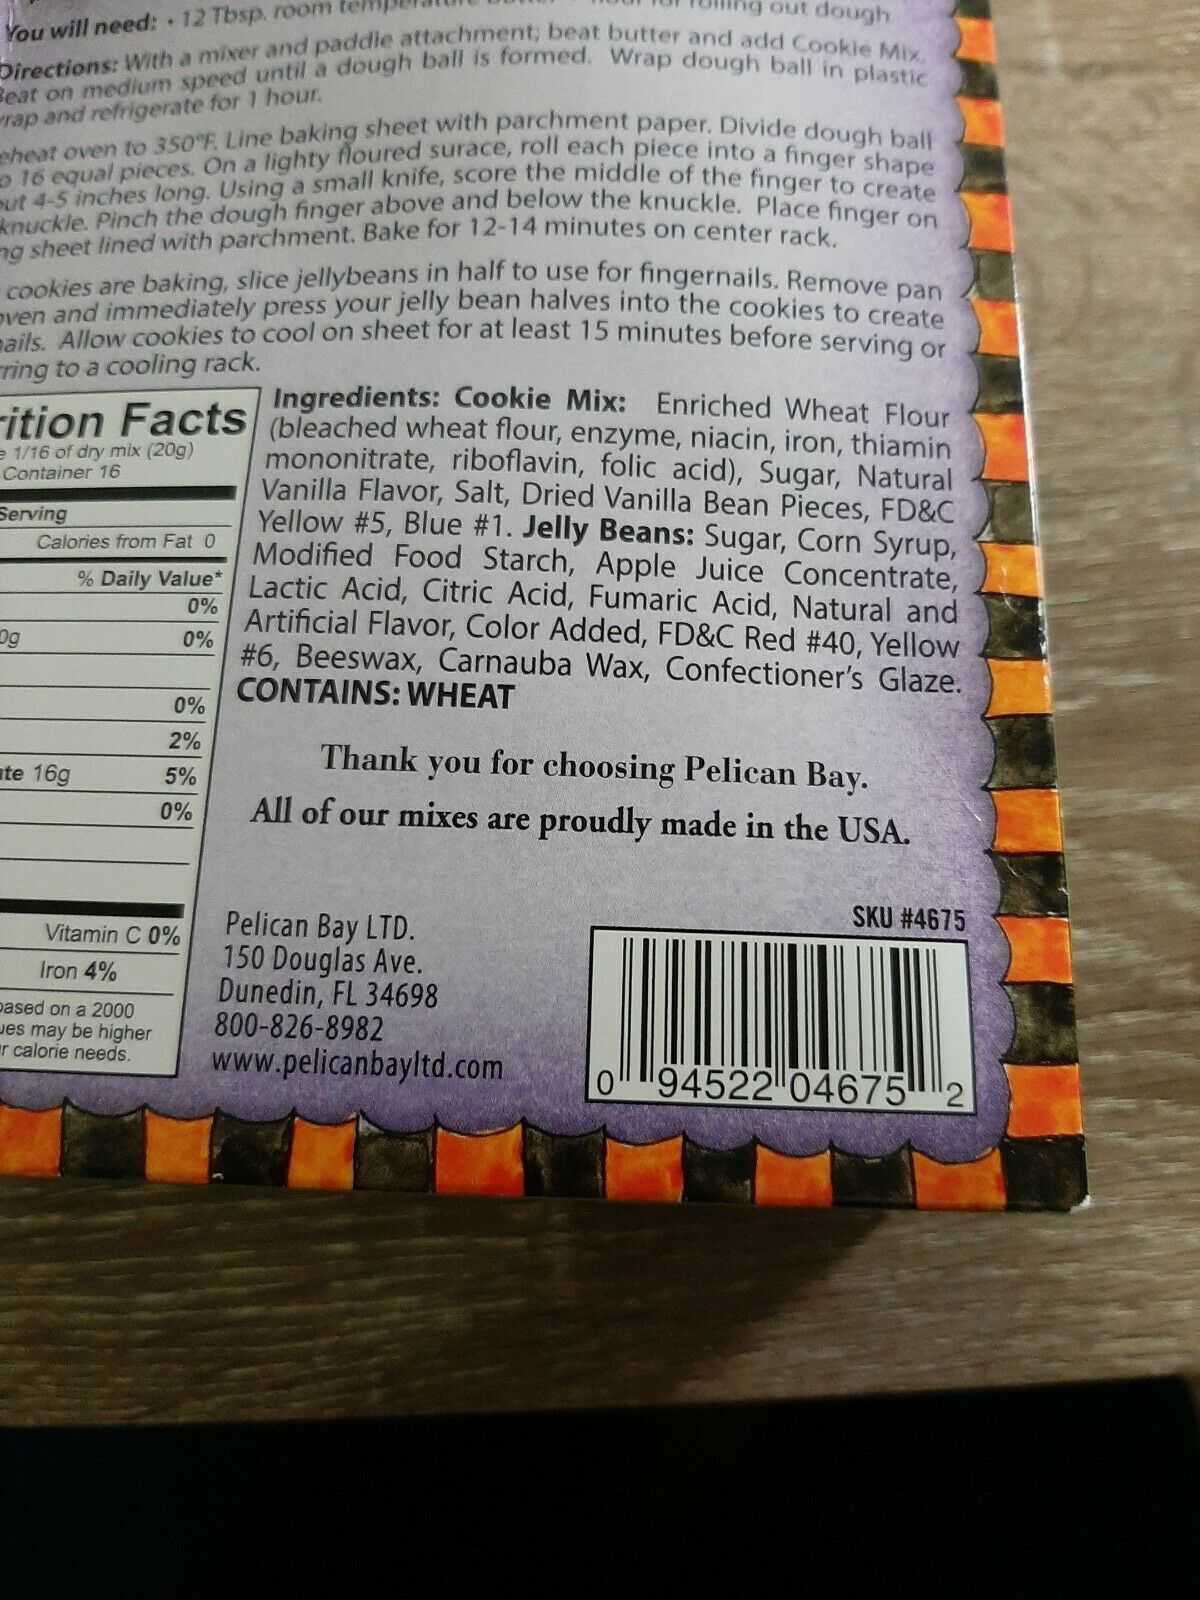 You will need: • 12 Tbsp. room temperature out dough
Directions: With a mixer and paddle attachment; beat butter and add Cookie Mix.
Beat on medium speed until a dough ball is formed. Wrap dough ball in plastic
wrap and refrigerate for 1 hour.
eheat oven to 350°F. Line baking sheet with parchment paper. Divide dough ball
o 16 equal pieces. On a lighty floured surace, roll each piece into a finger shape
out 4-5 inches long. Using a small knife, score the middle of the finger to create
knuckle. Pinch the dough finger above and below the knuckle. Place finger on
ng sheet lined with parchment. Bake for 12-14 minutes on center rack.
cookies are baking, slice jellybeans in half to use for fingernails. Remove pan
oven and immediately press your jelly bean halves into the cookies to create
ails. Allow cookies to cool on sheet for at least 15 minutes before serving or
rring to a cooling rack.
rition Facts
e 1/16 of dry mix (20g)
Container 16
Serving
Calories from Fat 0
% Daily Value*
0%
0g 0%
0%
2%
ate 16g 5%
0%
Vitamin C 0%
Iron 4%
based on a 2000
ues may be higher
r calorie needs.
Ingredients: Cookie Mix: Enriched Wheat Flour
(bleached wheat flour, enzyme, niacin, iron, thiamin
mononitrate, riboflavin, folic acid), Sugar, Natural
Vanilla Flavor, Salt, Dried Vanilla Bean Pieces, FD&C
Yellow #5, Blue #1. Jelly Beans: Sugar, Corn Syrup,
Modified Food Starch, Apple Juice Concentrate,
Lactic Acid, Citric Acid, Fumaric Acid, Natural and
Artificial Flavor, Color Added, FD&C Red #40, Yellow
#6, Beeswax, Carnauba Wax, Confectioner's Glaze.
CONTAINS: WHEAT
Thank you for choosing Pelican Bay.
All of our mixes are proudly made in the USA.
Pelican Bay LTD.
150 Douglas Ave.
Dunedin, FL 34698
800-826-8982
www.pelicanbayltd.com
SKU #4675
0 94522 04675 2